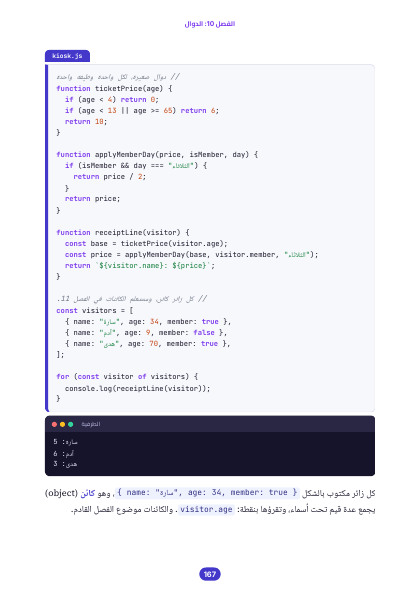 الفصل 10: الدوال
kiosk.js
// دوال صغيرة، لكل واحدة وظيفة واحدة
function ticketPrice(age) {
if (age < 4) return 0;
if (age < 13 || age >= 65) return 6;
return 10;
}
function applyMemberDay(price, isMember, day) {
if (isMember && day === "الثلاثاء") {
return price / 2;
}
return price;
}
function receiptLine(visitor) {
const base = ticketPrice(visitor.age);
const price = applyMemberDay(base, visitor.member, "الثلاثاء");
return `${visitor.name}: ${price}`;
}
// كل زائر كائن، وستتعلم الكائنات في الفصل 11.
const visitors = [
{ name: "سارة", age: 34, member: true },
{ name: "آدم", age: 9, member: false },
{ name: "هدى", age: 70, member: true },
];
for (const visitor of visitors) {
console.log(receiptLine(visitor));
}
الطرفية
سارة: 5
آدم: 6
هدى: 3
كل زائر مكتوب بالشكل { name: "سارة", age: 34, member: true }، وهو كائن (object)
يجمع عدة قيم تحت أسماء، وتقرؤها بنقطة: visitor.age. والكائنات موضوع الفصل القادم.
167